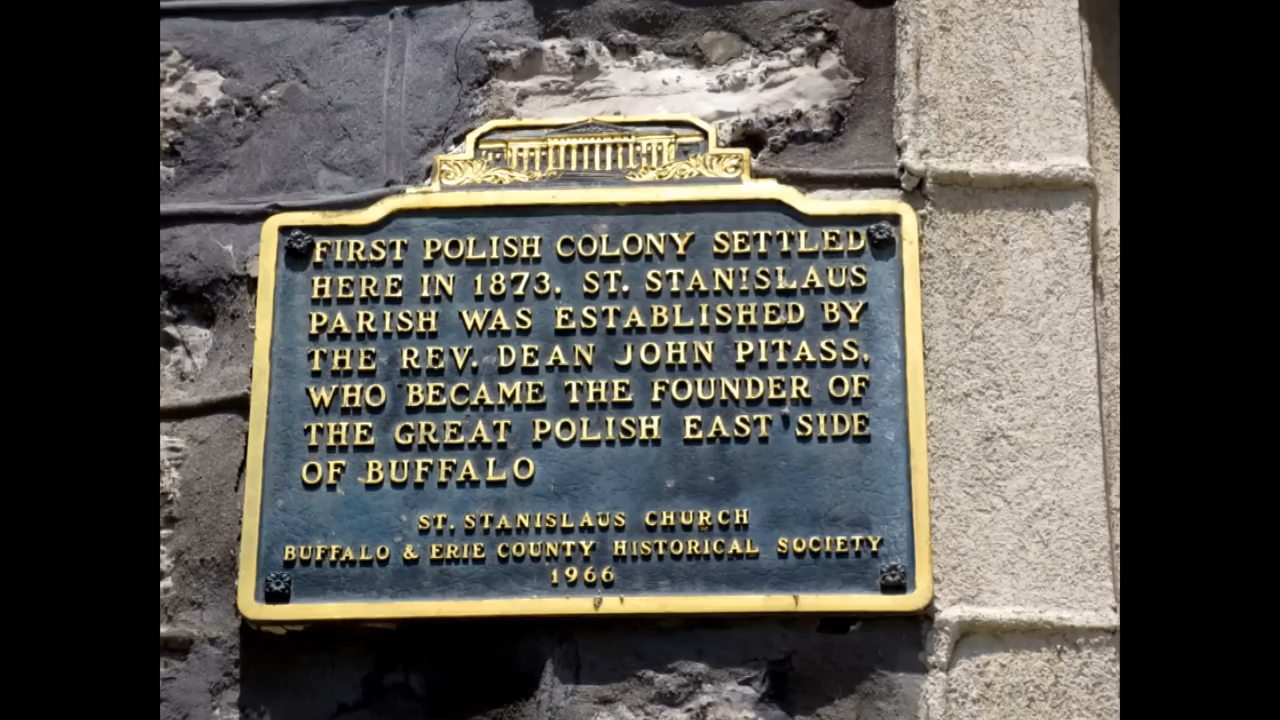 FIRST POLISH COLONY SETTLED
HERE IN 1873. ST. STANISLAUS
PARISH WAS ESTABLISHED BY
THE REV. DEAN JOHN PITASS,
WHO BECAME THE FOUNDER OF
THE GREAT POLISH EAST SIDE
OF BUFFALO
ST. STANISLAUS CHURCH
BUFFALO & ERIE COUNTY HISTORICAL SOCIETY
1966